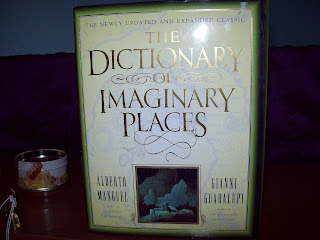 THE NEWLY UPDATED AND EXPANDED CLASSIC
THE
DICTIONARY
OF
IMAGINARY
PLACES
ALBERTO
MANGUEL
GIANNI
GUADALUPI